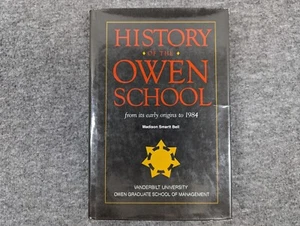 HISTORY
OF THE
OWEN
SCHOOL
from its early origins to 1984
Madison Smartt Bell
VANDERBILT UNIVERSITY
OWEN GRADUATE SCHOOL OF MANAGEMENT